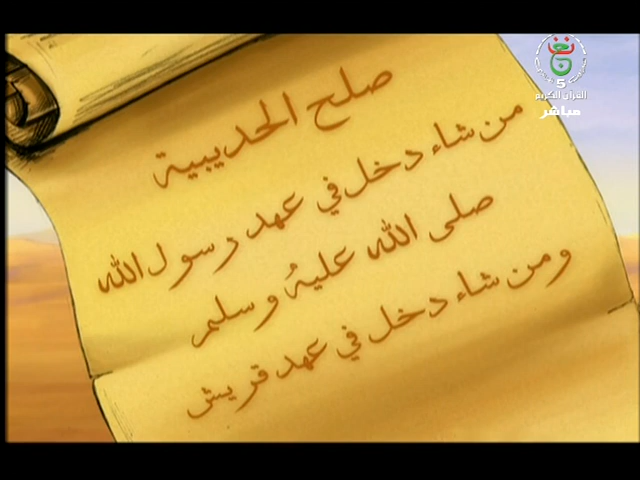 صلح الحديبية
من شاء دخل في عهد رسول الله
صلى الله عليهُ وسلم
ومن شاء دخل في عهد قريش
5
القرآن الكريم
مباشر